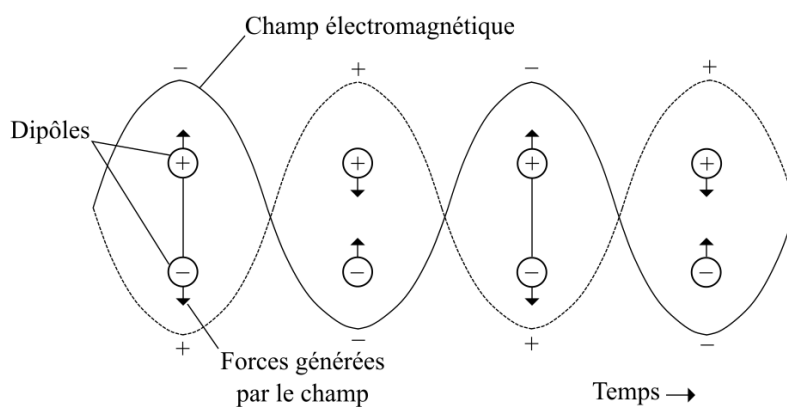 Champ électromagnétique
− + − +
Dipôles
+ + + +
− − − −
+ − + −
Forces générées
par le champ
Temps